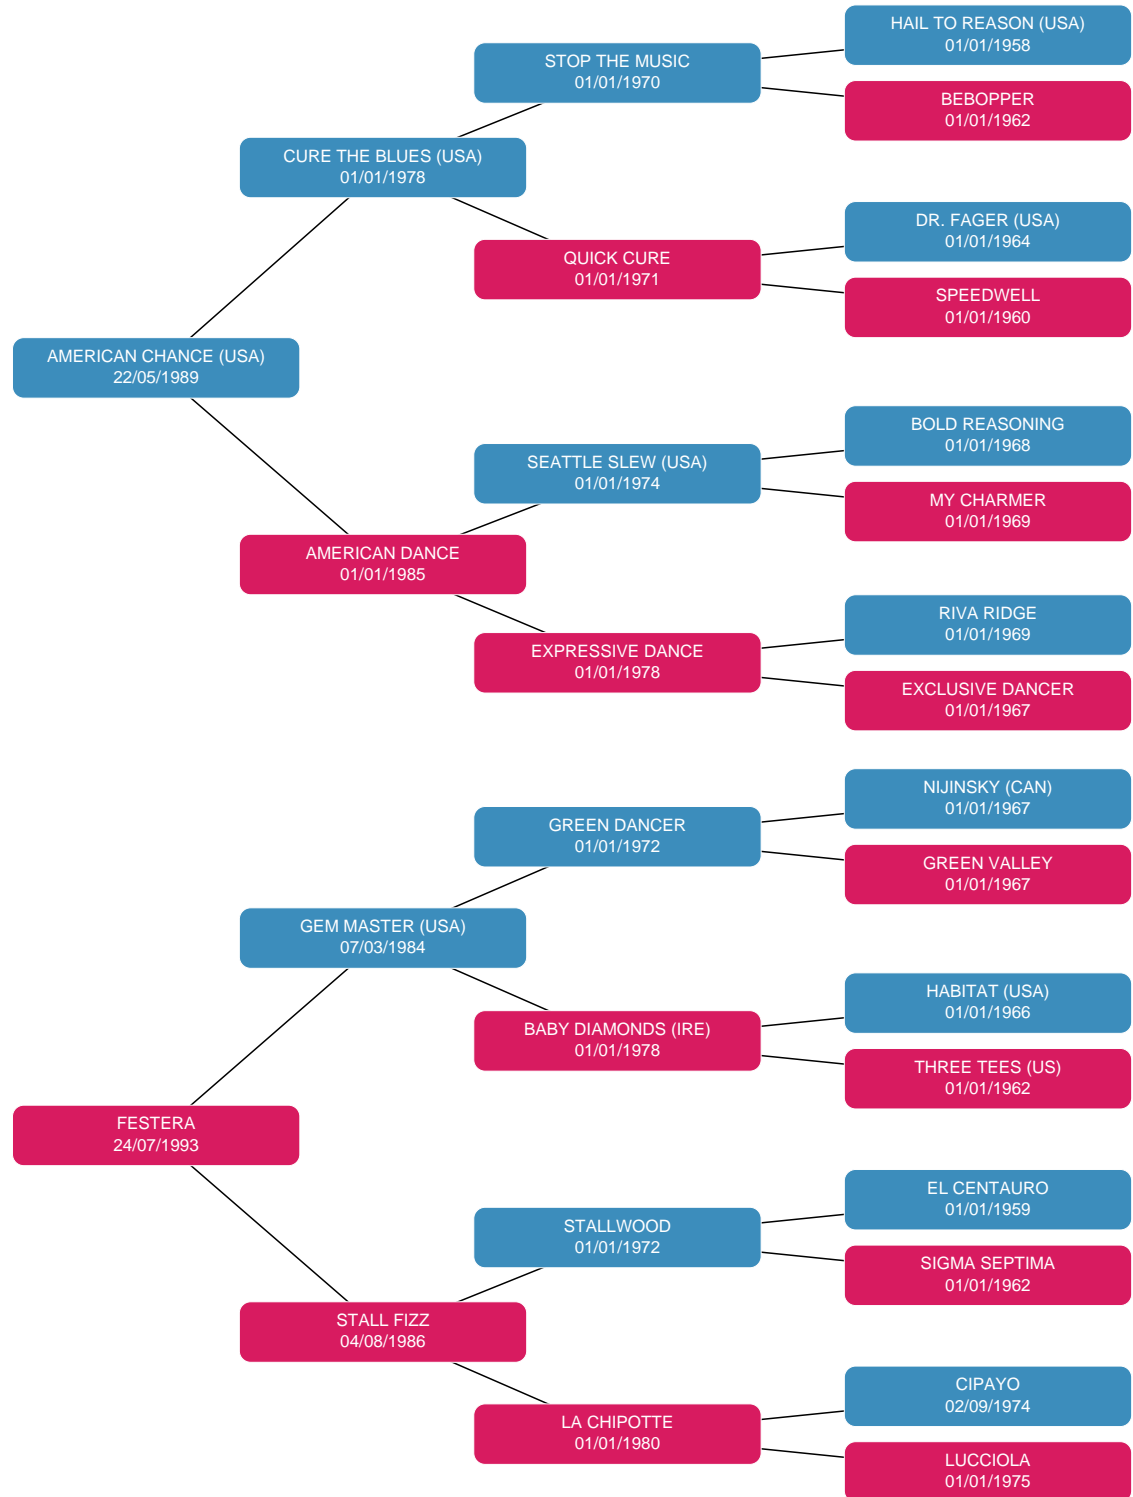 HAIL TO REASON (USA)
01/01/1958
STOP THE MUSIC
01/01/1970
BEBOPPER
01/01/1962
CURE THE BLUES (USA)
01/01/1978
DR. FAGER (USA)
01/01/1964
QUICK CURE
01/01/1971
SPEEDWELL
01/01/1960
AMERICAN CHANCE (USA)
22/05/1989
BOLD REASONING
01/01/1968
SEATTLE SLEW (USA)
01/01/1974
MY CHARMER
01/01/1969
AMERICAN DANCE
01/01/1985
RIVA RIDGE
01/01/1969
EXPRESSIVE DANCE
01/01/1978
EXCLUSIVE DANCER
01/01/1967
NIJINSKY (CAN)
01/01/1967
GREEN DANCER
01/01/1972
GREEN VALLEY
01/01/1967
GEM MASTER (USA)
07/03/1984
HABITAT (USA)
01/01/1966
BABY DIAMONDS (IRE)
01/01/1978
THREE TEES (US)
01/01/1962
FESTERA
24/07/1993
EL CENTAURO
01/01/1959
STALLWOOD
01/01/1972
SIGMA SEPTIMA
01/01/1962
STALL FIZZ
04/08/1986
CIPAYO
02/09/1974
LA CHIPOTTE
01/01/1980
LUCCIOLA
01/01/1975